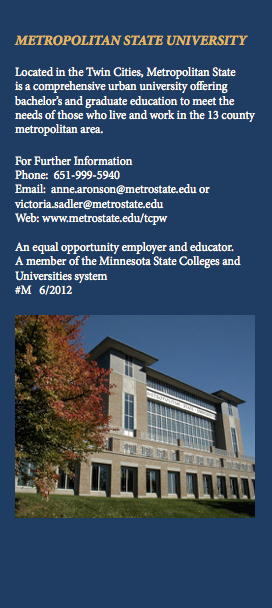 METROPOLITAN STATE UNIVERSITY
Located in the Twin Cities, Metropolitan State
is a comprehensive urban university offering
bachelor's and graduate education to meet the
needs of those who live and work in the 13 county
metropolitan area.
For Further Information
Phone: 651-999-5940
Email: anne.aronson@metrostate.edu or
victoria.sadler@metrostate.edu
Web: www.metrostate.edu/tcpw
An equal opportunity employer and educator.
A member of the Minnesota State Colleges and
Universities system
#M 6/2012
METROPOLITAN STATE UNIVERSITY